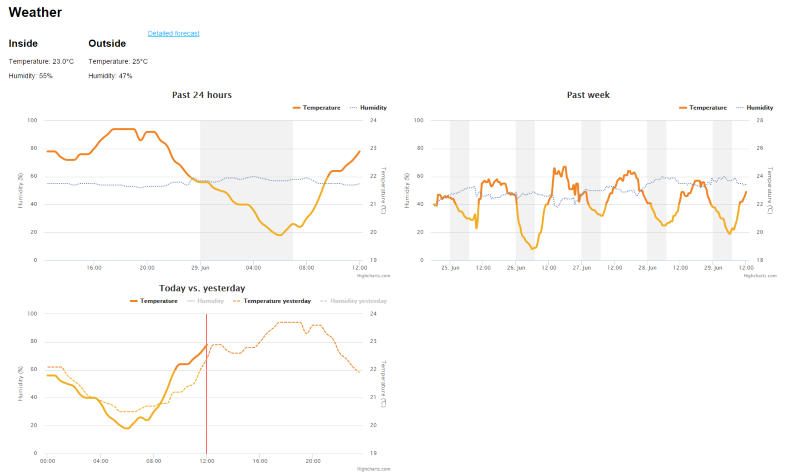 Weather
Detailed forecast
Inside
Outside
Temperature: 23.0°C
Temperature: 25°C
Humidity: 55%
Humidity: 47%
Past 24 hours
Temperature
Humidity
100
80
60
40
20
0
Humidity (%)
24
23
22
21
20
19
Temperature (°C)
16:00
20:00
29. Jun
04:00
08:00
12:00
Highcharts.com
Past week
Temperature
Humidity
100
80
60
40
20
0
Humidity (%)
28
26
24
22
20
18
Temperature (°C)
25. Jun
12:00
26. Jun
12:00
27. Jun
12:00
28. Jun
12:00
29. Jun
12:00
Highcharts.com
Today vs. yesterday
Temperature
Humidity
Temperature yesterday
Humidity yesterday
100
80
60
40
20
0
Humidity (%)
24
23
22
21
20
19
Temperature (°C)
00:00
04:00
08:00
12:00
16:00
20:00
Highcharts.com